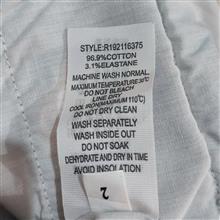 STYLE:R192116375
96.9%COTTON
3.1%ELASTANE
MACHINE WASH NORMAL.
MAXIMUM TEMPERATURE 30℃
DO NOT BLEACH
LINE DRY
COOL IRON(MAXIMUM 110℃)
DO NOT DRY CLEAN
WASH SEPARATELY
WASH INSIDE OUT
DO NOT SOAK
DEHYDRATE AND DRY IN TIME
AVOID INSOLATION
2